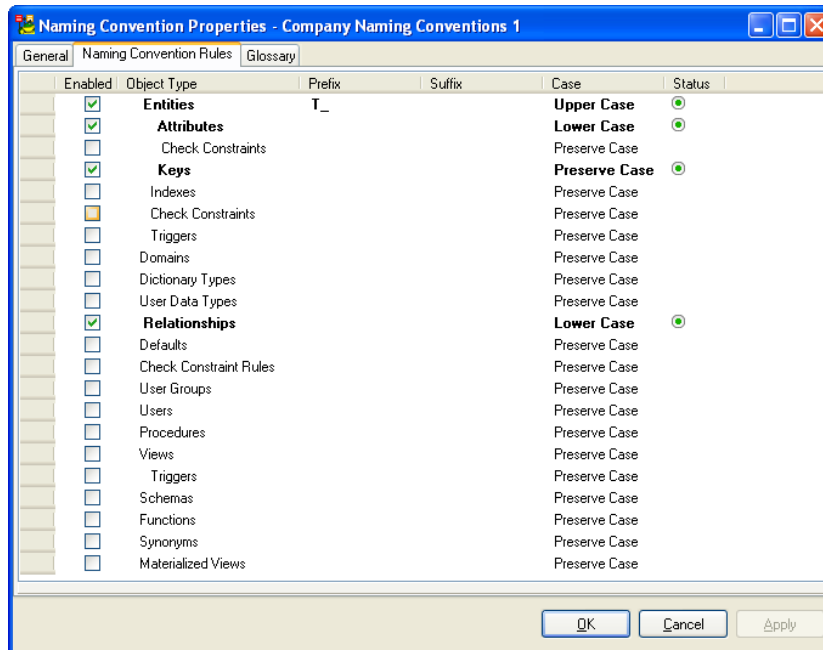 Naming Convention Properties - Company Naming Conventions 1
General Naming Convention Rules Glossary
Enabled Object Type Prefix Suffix Case Status
Entities T_ Upper Case
Attributes Lower Case
Check Constraints Preserve Case
Keys Preserve Case
Indexes Preserve Case
Check Constraints Preserve Case
Triggers Preserve Case
Domains Preserve Case
Dictionary Types Preserve Case
User Data Types Preserve Case
Relationships Lower Case
Defaults Preserve Case
Check Constraint Rules Preserve Case
User Groups Preserve Case
Users Preserve Case
Procedures Preserve Case
Views Preserve Case
Triggers Preserve Case
Schemas Preserve Case
Functions Preserve Case
Synonyms Preserve Case
Materialized Views Preserve Case
OK Cancel Apply